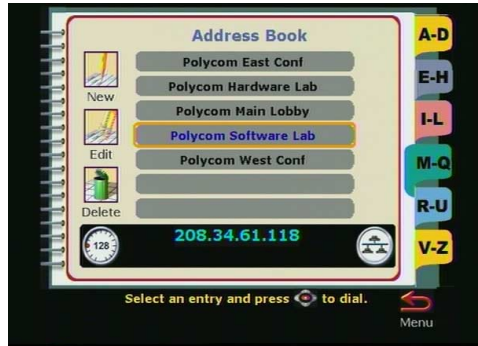 Address Book
New
Edit
Delete
Polycom East Conf
Polycom Hardware Lab
Polycom Main Lobby
Polycom Software Lab
Polycom West Conf
128
208.34.61.118
A-D
E-H
I-L
M-Q
R-U
V-Z
Select an entry and press to dial.
Menu